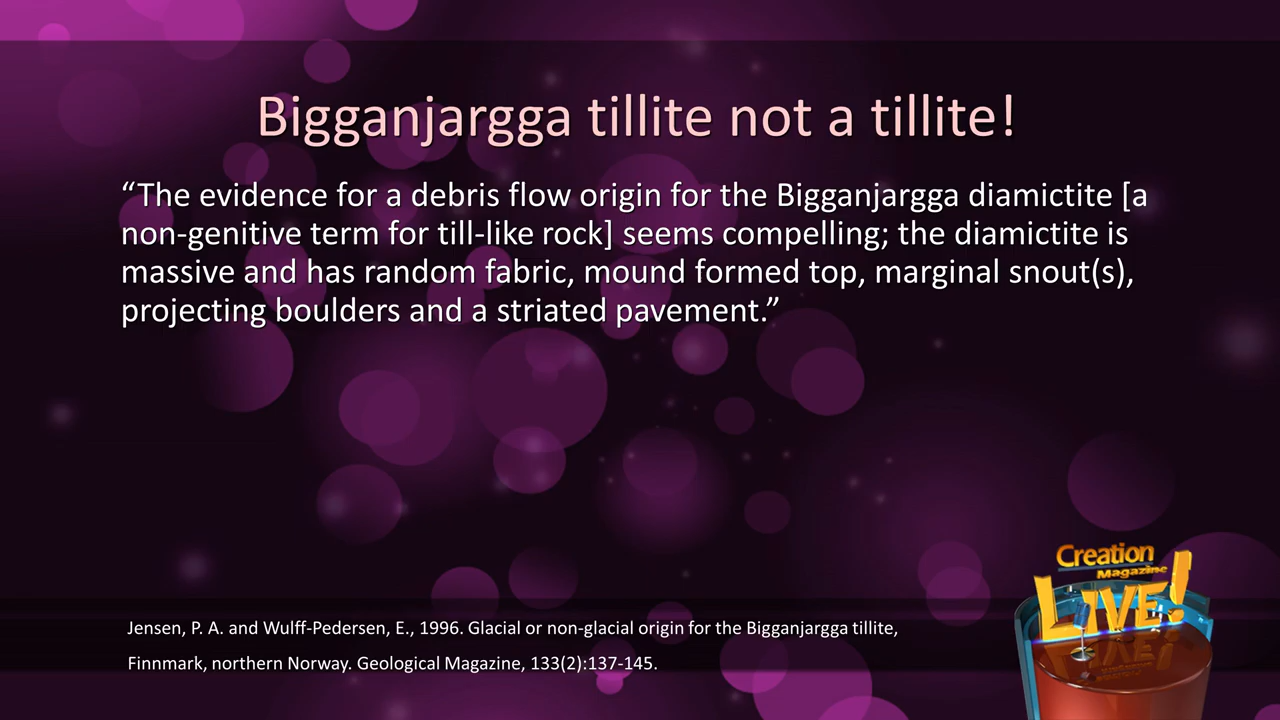 Bigganjargga tillite not a tillite!
“The evidence for a debris flow origin for the Bigganjargga diamictite [a
non-genitive term for till-like rock] seems compelling; the diamictite is
massive and has random fabric, mound formed top, marginal snout(s),
projecting boulders and a striated pavement.”
Jensen, P. A. and Wulff-Pedersen, E., 1996. Glacial or non-glacial origin for the Bigganjargga tillite,
Finnmark, northern Norway. Geological Magazine, 133(2):137-145.
Creation
Magazine
LIVE!